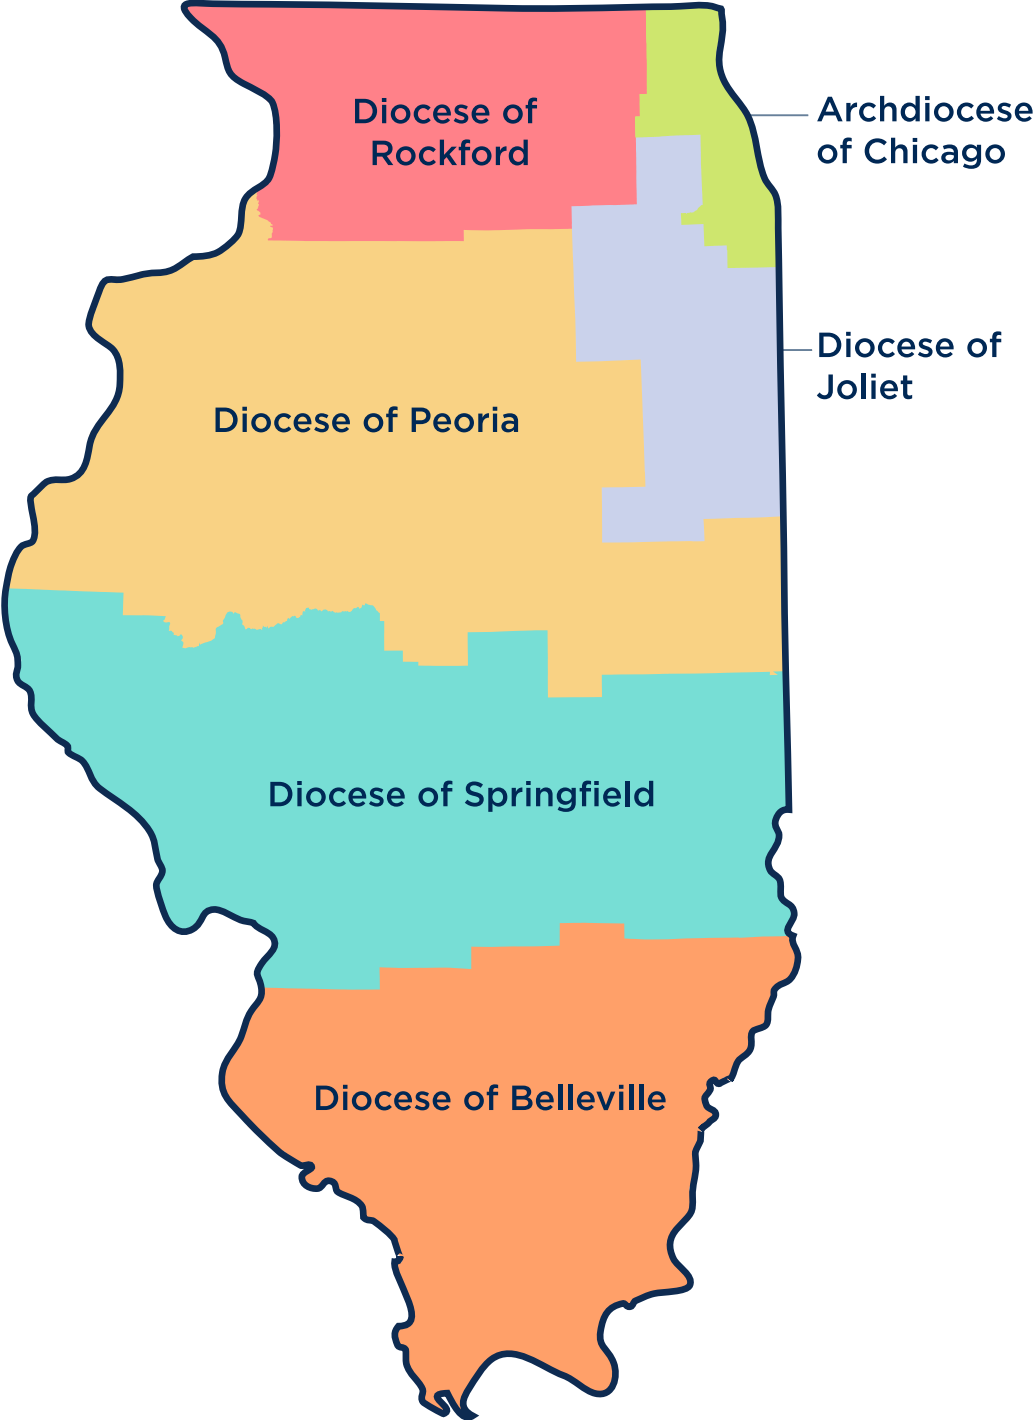 Diocese of
Rockford
Archdiocese
of Chicago
Diocese of
Joliet
Diocese of Peoria
Diocese of Springfield
Diocese of Belleville